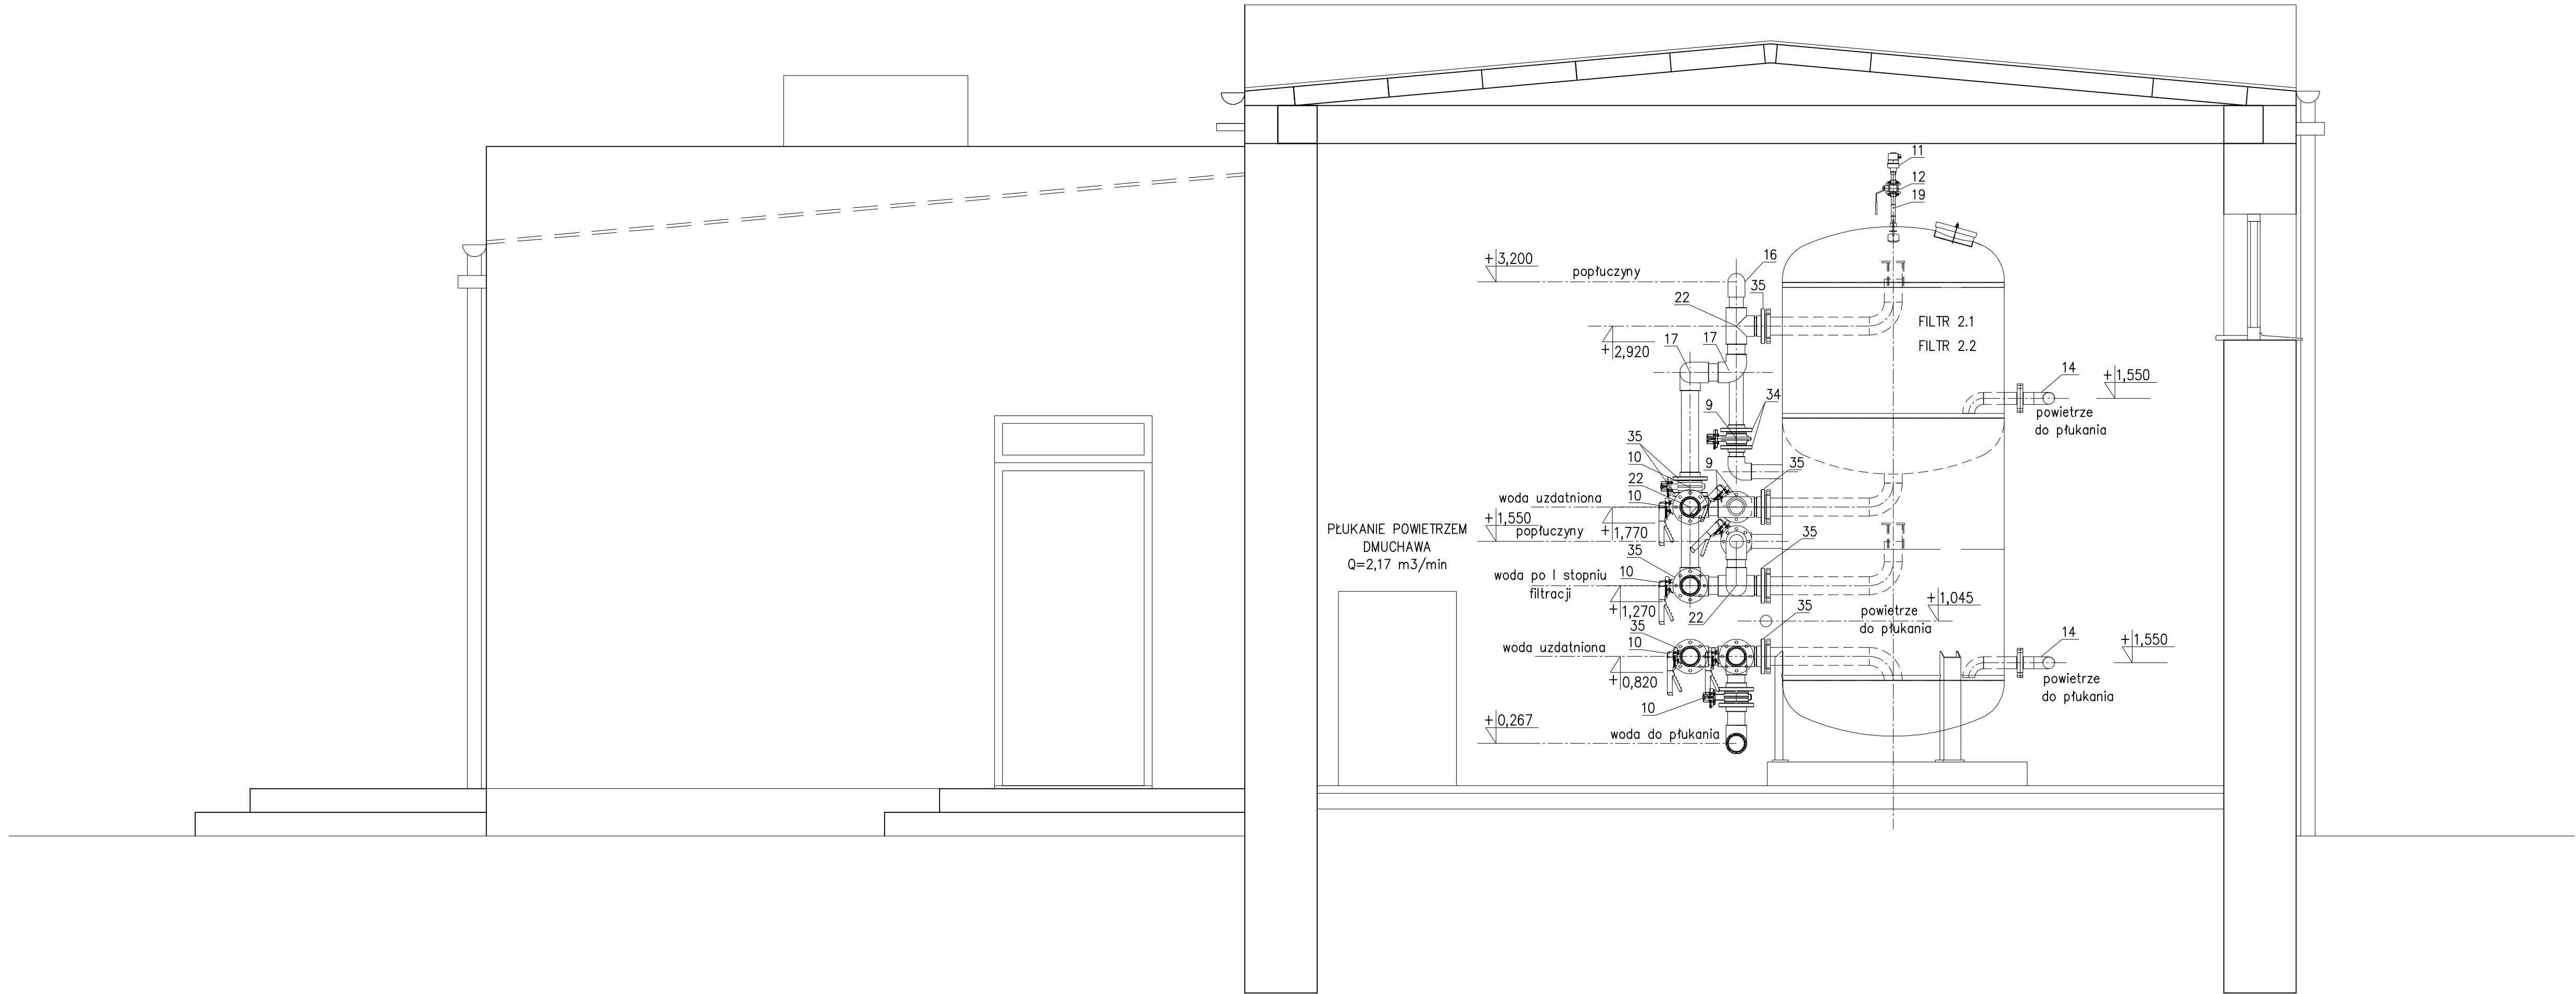 11
12
19
+3,200
popłuczyny
16
35
22
FILTR 2.1
FILTR 2.2
17
17
+2,920
14
+1,550
powietrze
do płukania
9
34
35
10
22
10
9
35
woda uzdatniona
+1,770
+1,550
popłuczyny
PŁUKANIE POWIETRZEM
DMUCHAWA
Q=2,17 m3/min
35
35
10
woda po I stopniu
filtracji
+1,270
22
35
powietrze
do płukania
+1,045
35
10
woda uzdatniona
+0,820
14
+1,550
powietrze
do płukania
10
+0,267
woda do płukania